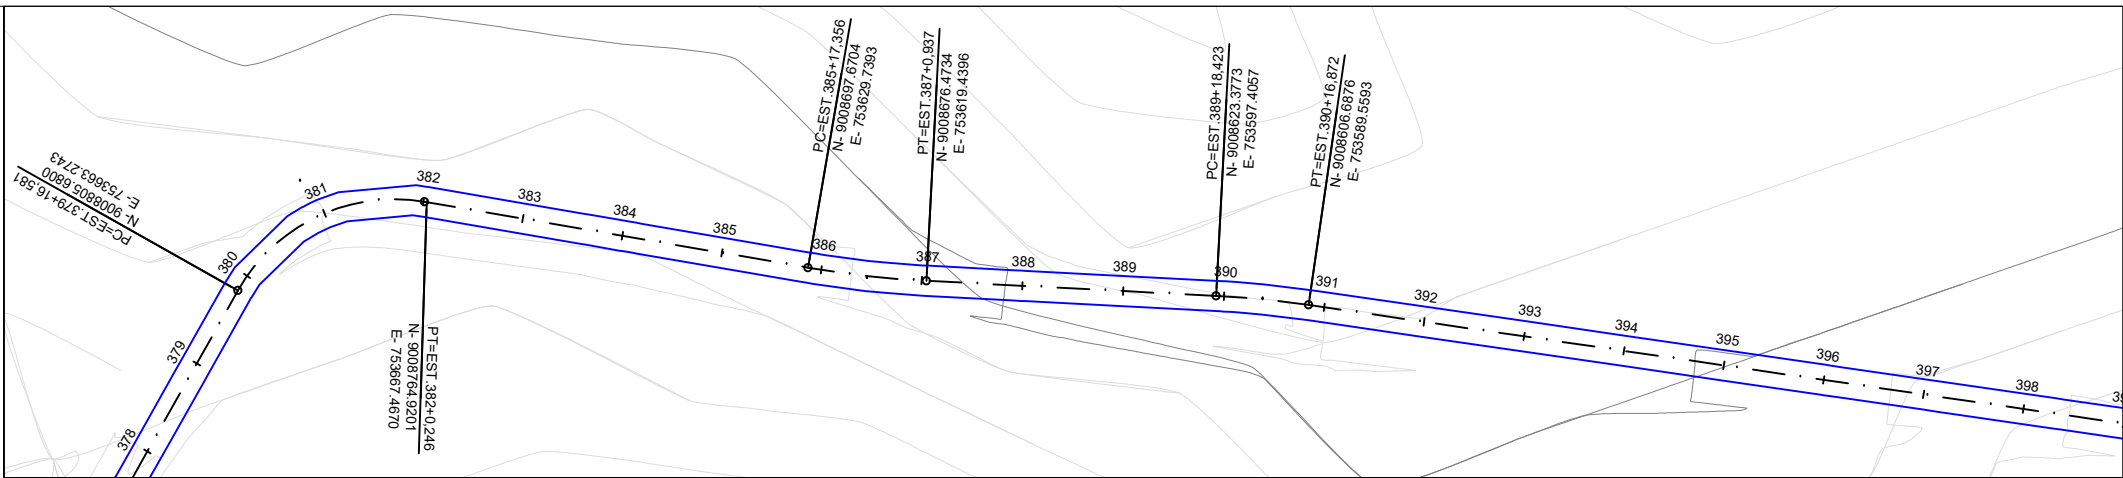 PC=EST.379+16,581
N- 9008805.6800
E- 753663.2743
PT=EST.382+0,246
N- 9008764.9201
E- 753667.4670
PC=EST.385+17,356
N- 9008697.6704
E- 753629.7393
PT=EST.387+0,937
N- 9008676.4734
E- 753619.4396
PC=EST.389+18,423
N- 9008623.3773
E- 753597.4057
PT=EST.390+16,872
N- 9008606.6876
E- 753589.5593
378
379
380
381
382
383
384
385
386
387
388
389
390
391
392
393
394
395
396
397
398